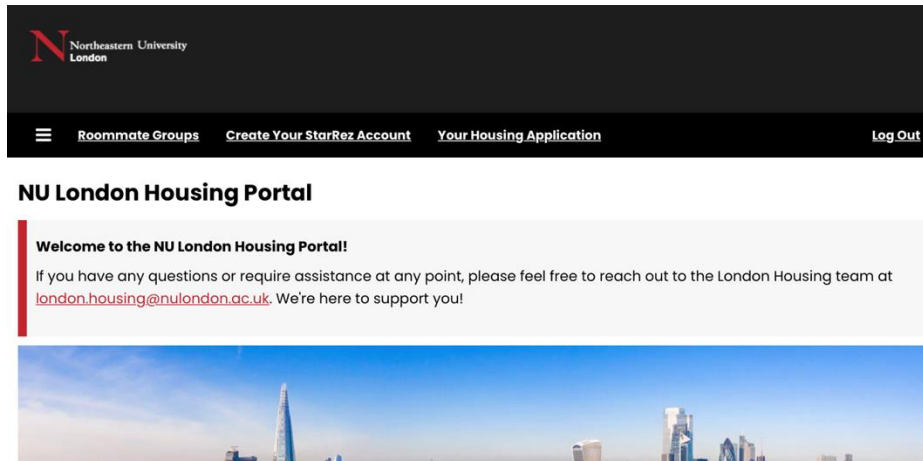 Northeastern University
London
Roommate Groups Create Your StarRez Account Your Housing Application Log Out
NU London Housing Portal
Welcome to the NU London Housing Portal!
If you have any questions or require assistance at any point, please feel free to reach out to the London Housing team at
london.housing@nulondon.ac.uk. We're here to support you!